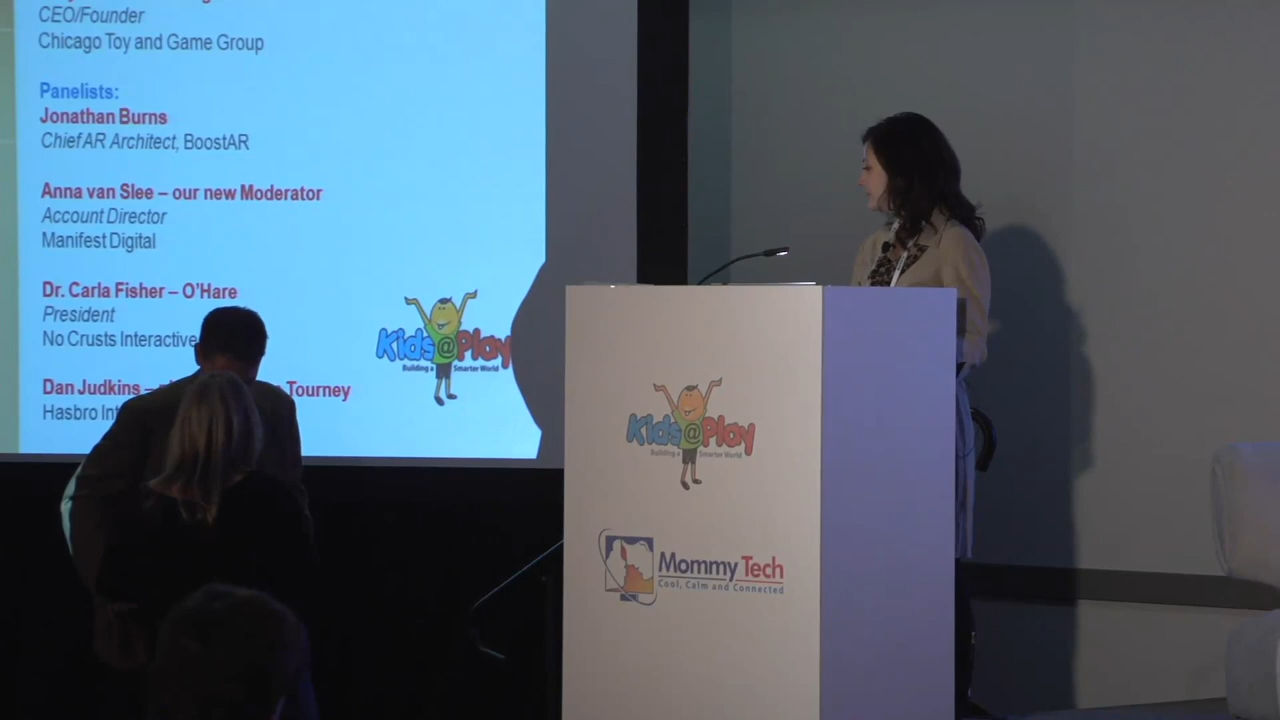 CEO/Founder
Chicago Toy and Game Group
Panelists:
Jonathan Burns
Chief AR Architect, BoostAR
Anna van Slee – our new Moderator
Account Director
Manifest Digital
Dr. Carla Fisher – O'Hare
President
No Crusts Interactive
Dan Judkins – Tourney
Hasbro
Kids@Play
Building a Smarter World
Kids@Play
Building a Smarter World
Mommy Tech
Cool, Calm and Connected